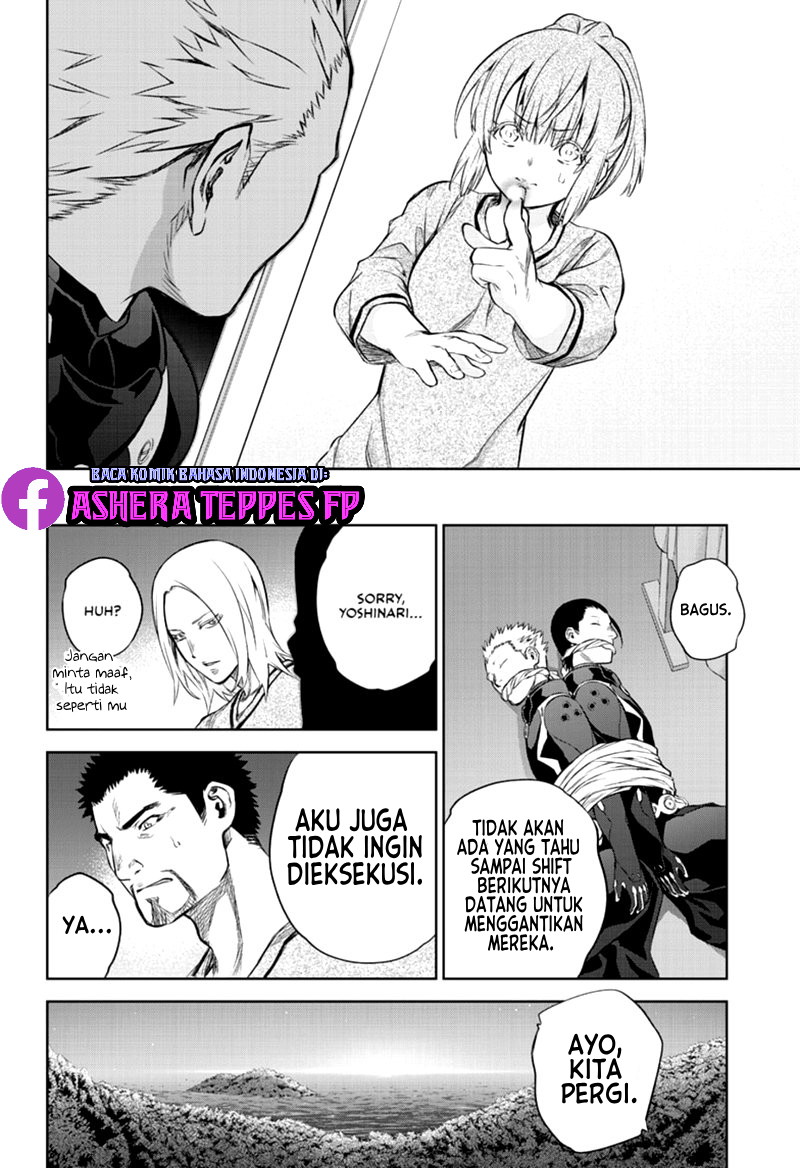 BACA KOMIK BAHASA INDONESIA DI:
ASHERA TEPPES FP
BAGUS.
TIDAK AKAN
ADA YANG TAHU
SAMPAI SHIFT
BERIKUTNYA
DATANG UNTUK
MENGGANTIKAN
MEREKA.
SORRY,
YOSHINARI...
HUH?
Jangan
minta maaf,
Itu tidak
seperti mu
AKU JUGA
TIDAK INGIN
DIEKSEKUSI.
YA...
AYO,
KITA
PERGI.